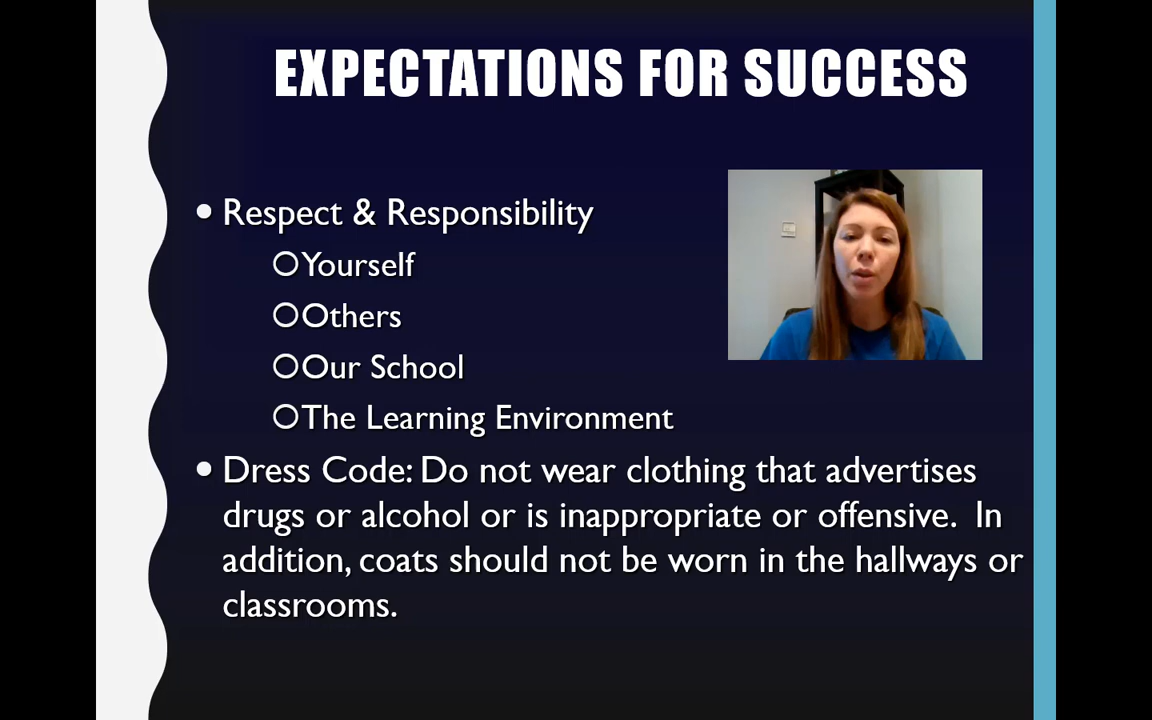 EXPECTATIONS FOR SUCCESS
Respect & Responsibility
Yourself
Others
Our School
The Learning Environment
Dress Code: Do not wear clothing that advertises
drugs or alcohol or is inappropriate or offensive.  In
addition, coats should not be worn in the hallways or
classrooms.